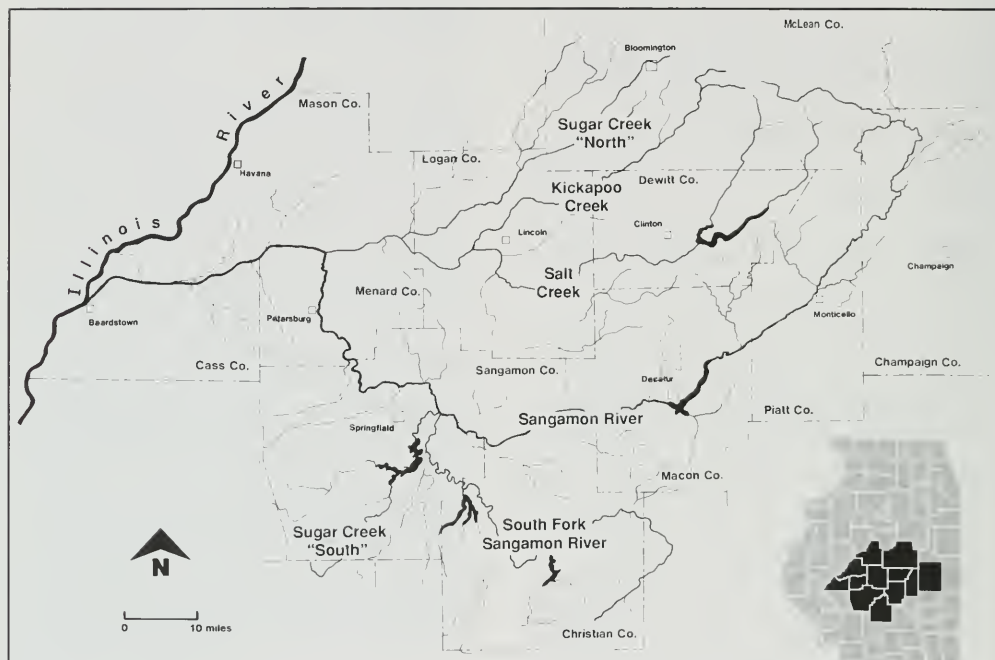 McLean Co.
Bloomington
Mason Co.
Illinois River
Sugar Creek
"North"
Logan Co.
Havana
Kickapoo
Creek
Dewitt Co.
Lincoln
Clinton
Salt
Creek
Champaign
Menard Co.
Petersburg
Monticello
Beardstown
Cass Co.
Sangamon Co.
Champaign Co.
Decatur
Piatt Co.
Sangamon River
Springfield
Macon Co.
South Fork
Sangamon River
Sugar Creek
"South"
N
0 10 miles
Christian Co.